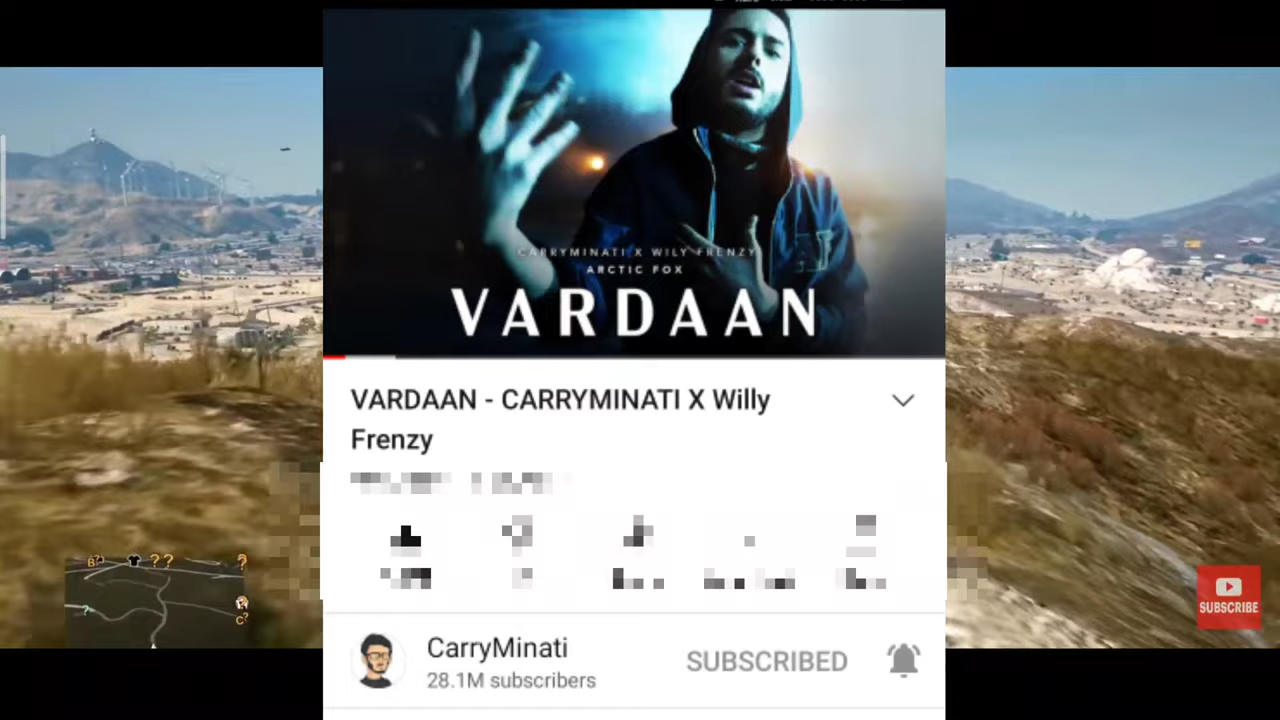 CARRYMINATI X WILY FRENZY
ARCTIC FOX
VARDAAN
VARDAAN - CARRYMINATI X Willy
Frenzy
B?
? ?
?
?
C?
SUBSCRIBE
CarryMinati
SUBSCRIBED
28.1M subscribers